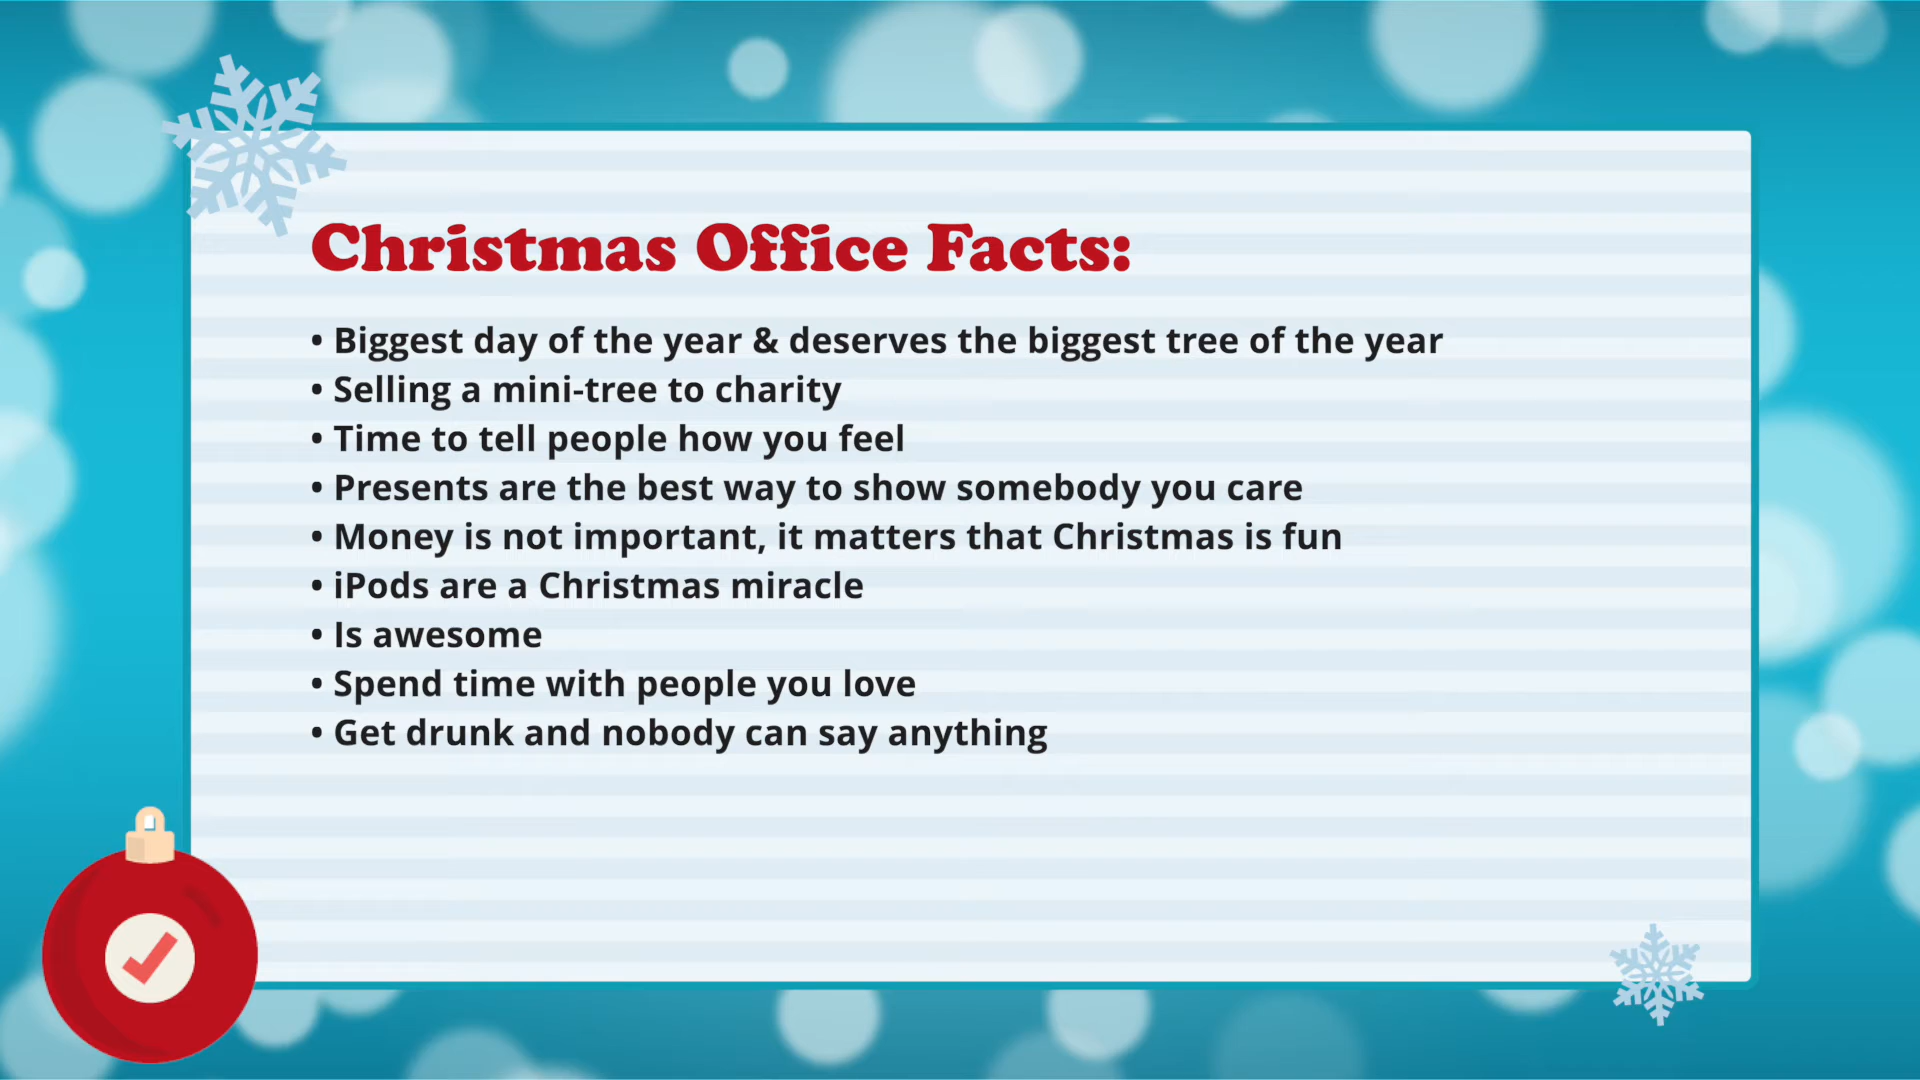 Christmas Office Facts:
• Biggest day of the year & deserves the biggest tree of the year
• Selling a mini-tree to charity
• Time to tell people how you feel
• Presents are the best way to show somebody you care
• Money is not important, it matters that Christmas is fun
• iPods are a Christmas miracle
• Is awesome
• Spend time with people you love
• Get drunk and nobody can say anything